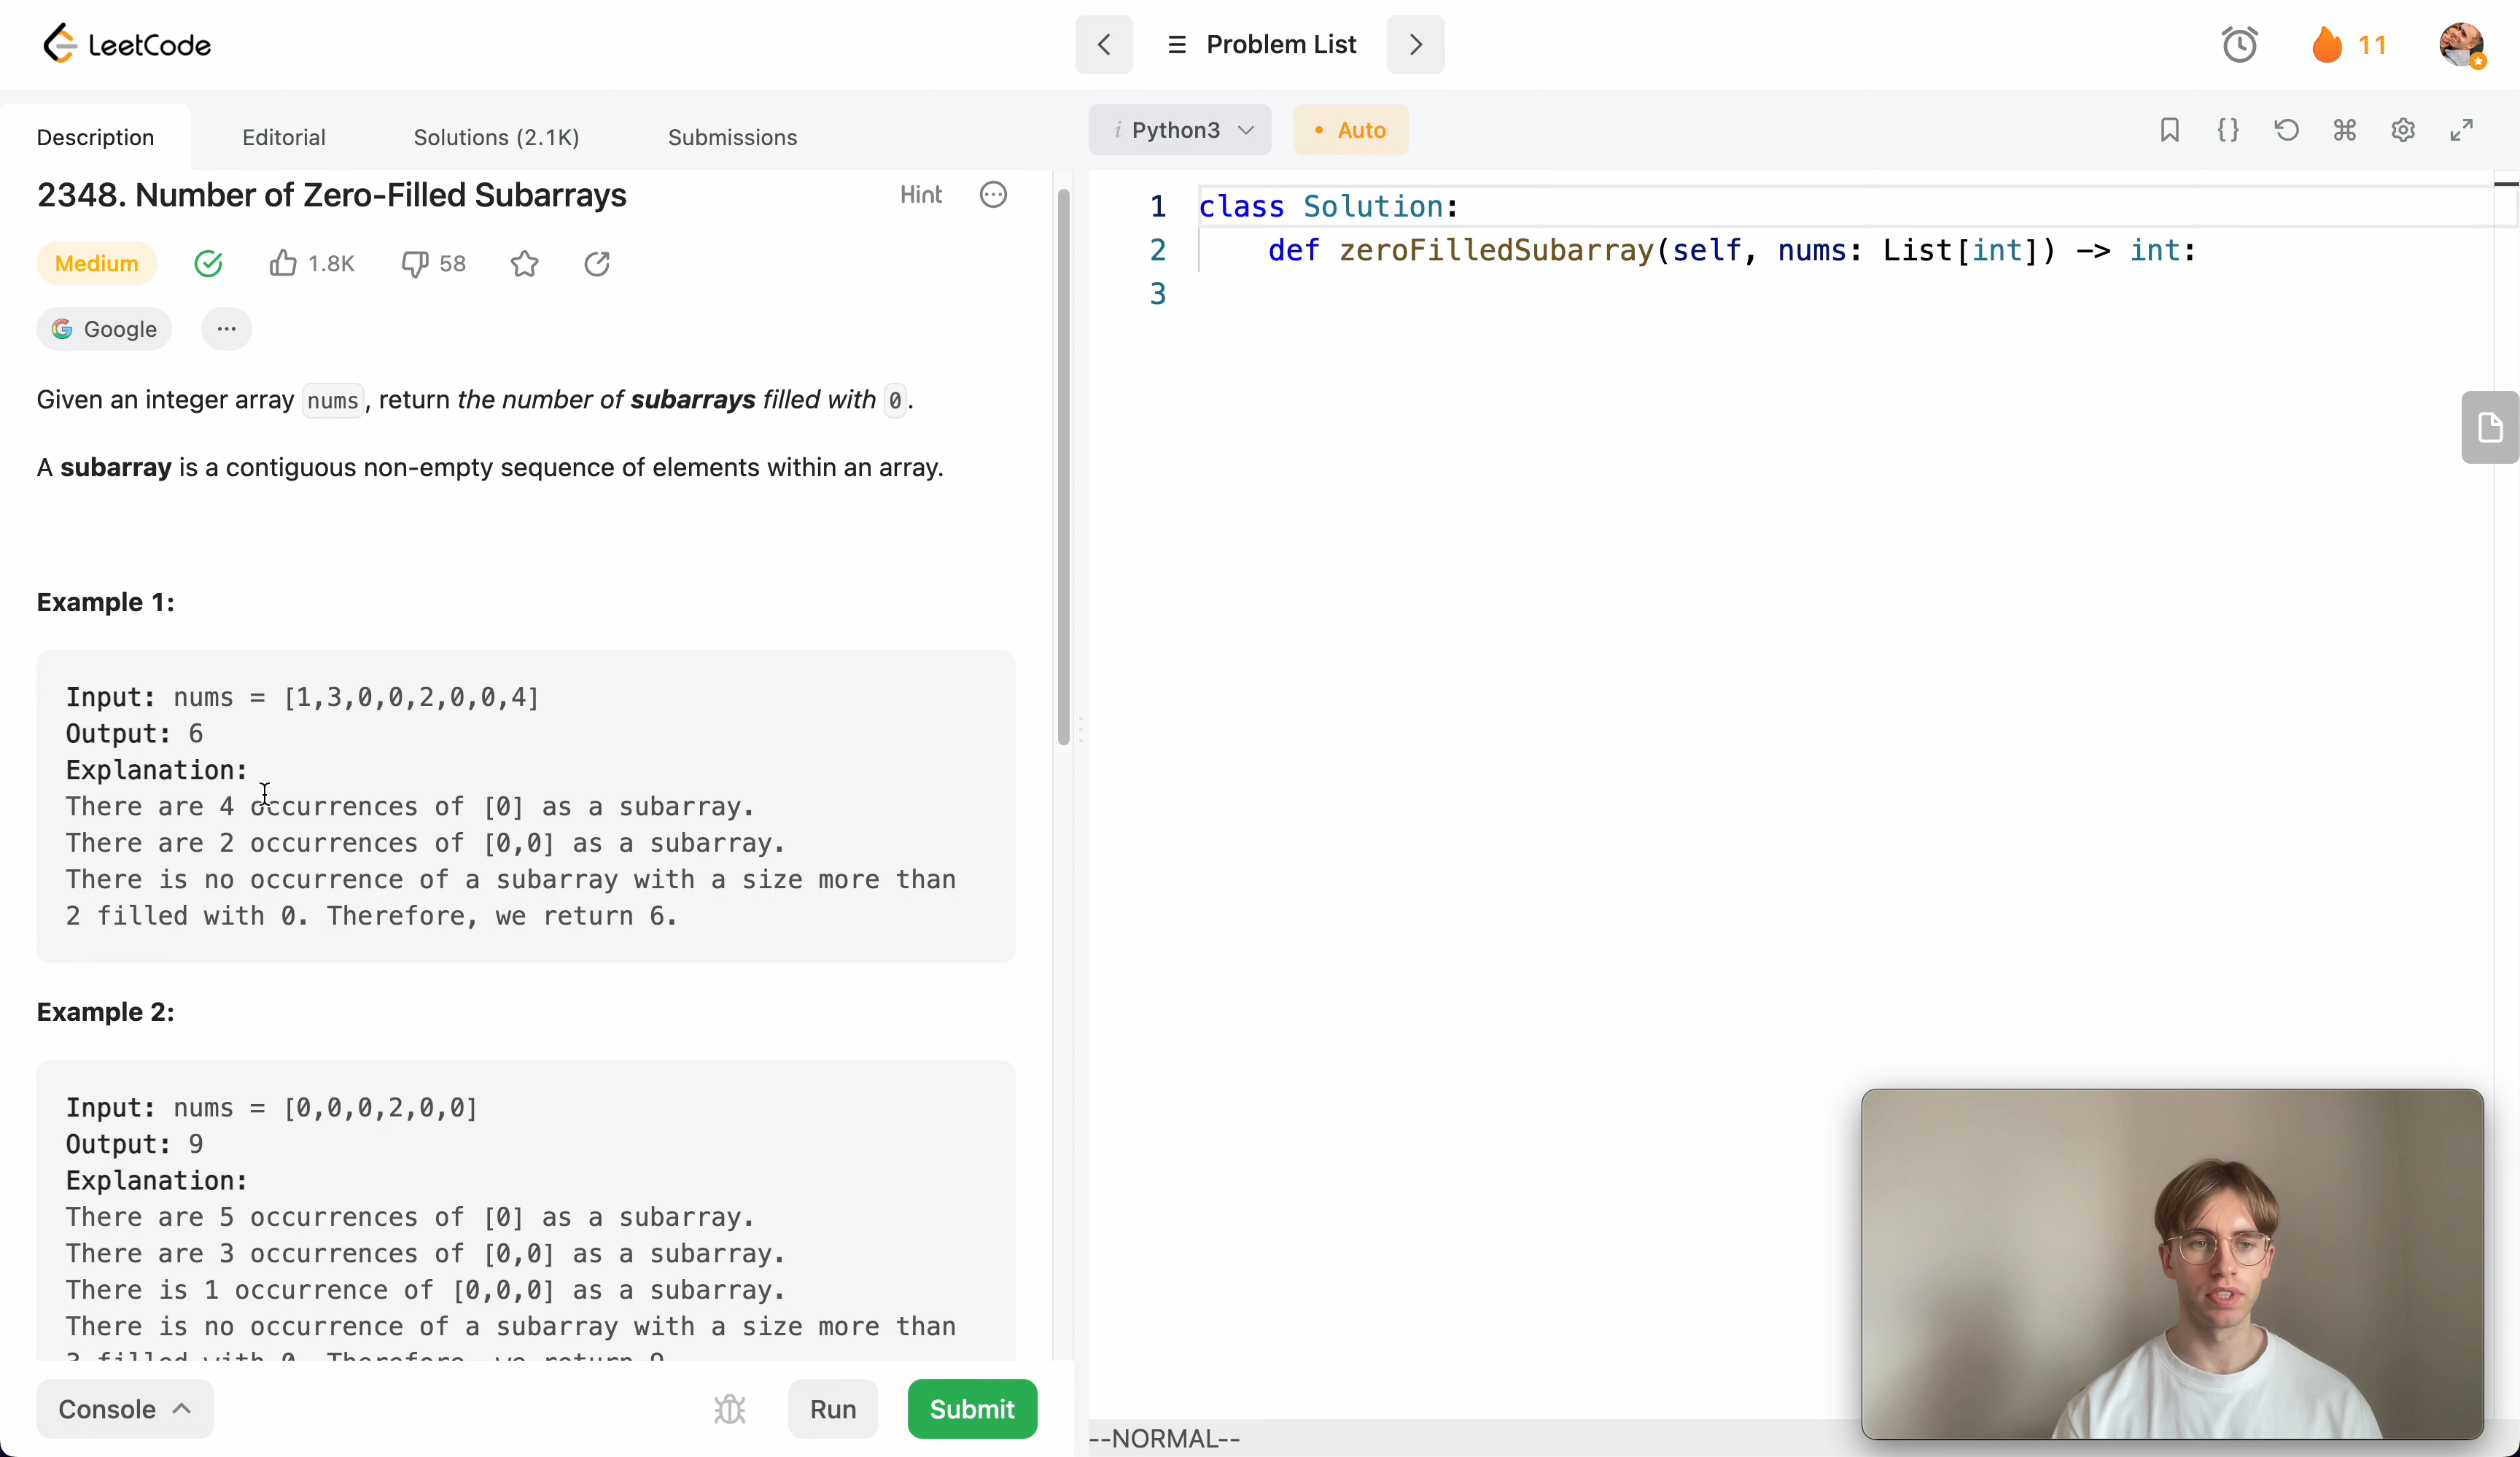 LeetCode
Problem List
11
Description
Editorial
Solutions (2.1K)
Submissions
i Python3
• Auto
2348. Number of Zero-Filled Subarrays
Hint
Medium
1.8K
58
Google
Given an integer array nums, return the number of subarrays filled with 0.
A subarray is a contiguous non-empty sequence of elements within an array.
Example 1:
Input: nums = [1,3,0,0,2,0,0,4]
Output: 6
Explanation:
There are 4 occurrences of [0] as a subarray.
There are 2 occurrences of [0,0] as a subarray.
There is no occurrence of a subarray with a size more than
2 filled with 0. Therefore, we return 6.
Example 2:
Input: nums = [0,0,0,2,0,0]
Output: 9
Explanation:
There are 5 occurrences of [0] as a subarray.
There are 3 occurrences of [0,0] as a subarray.
There is 1 occurrence of [0,0,0] as a subarray.
There is no occurrence of a subarray with a size more than
3 filled with 0. Therefore, we return 9.
Console
Run
Submit
1 class Solution:
2 def zeroFilledSubarray(self, nums: List[int]) -> int:
3
--NORMAL--